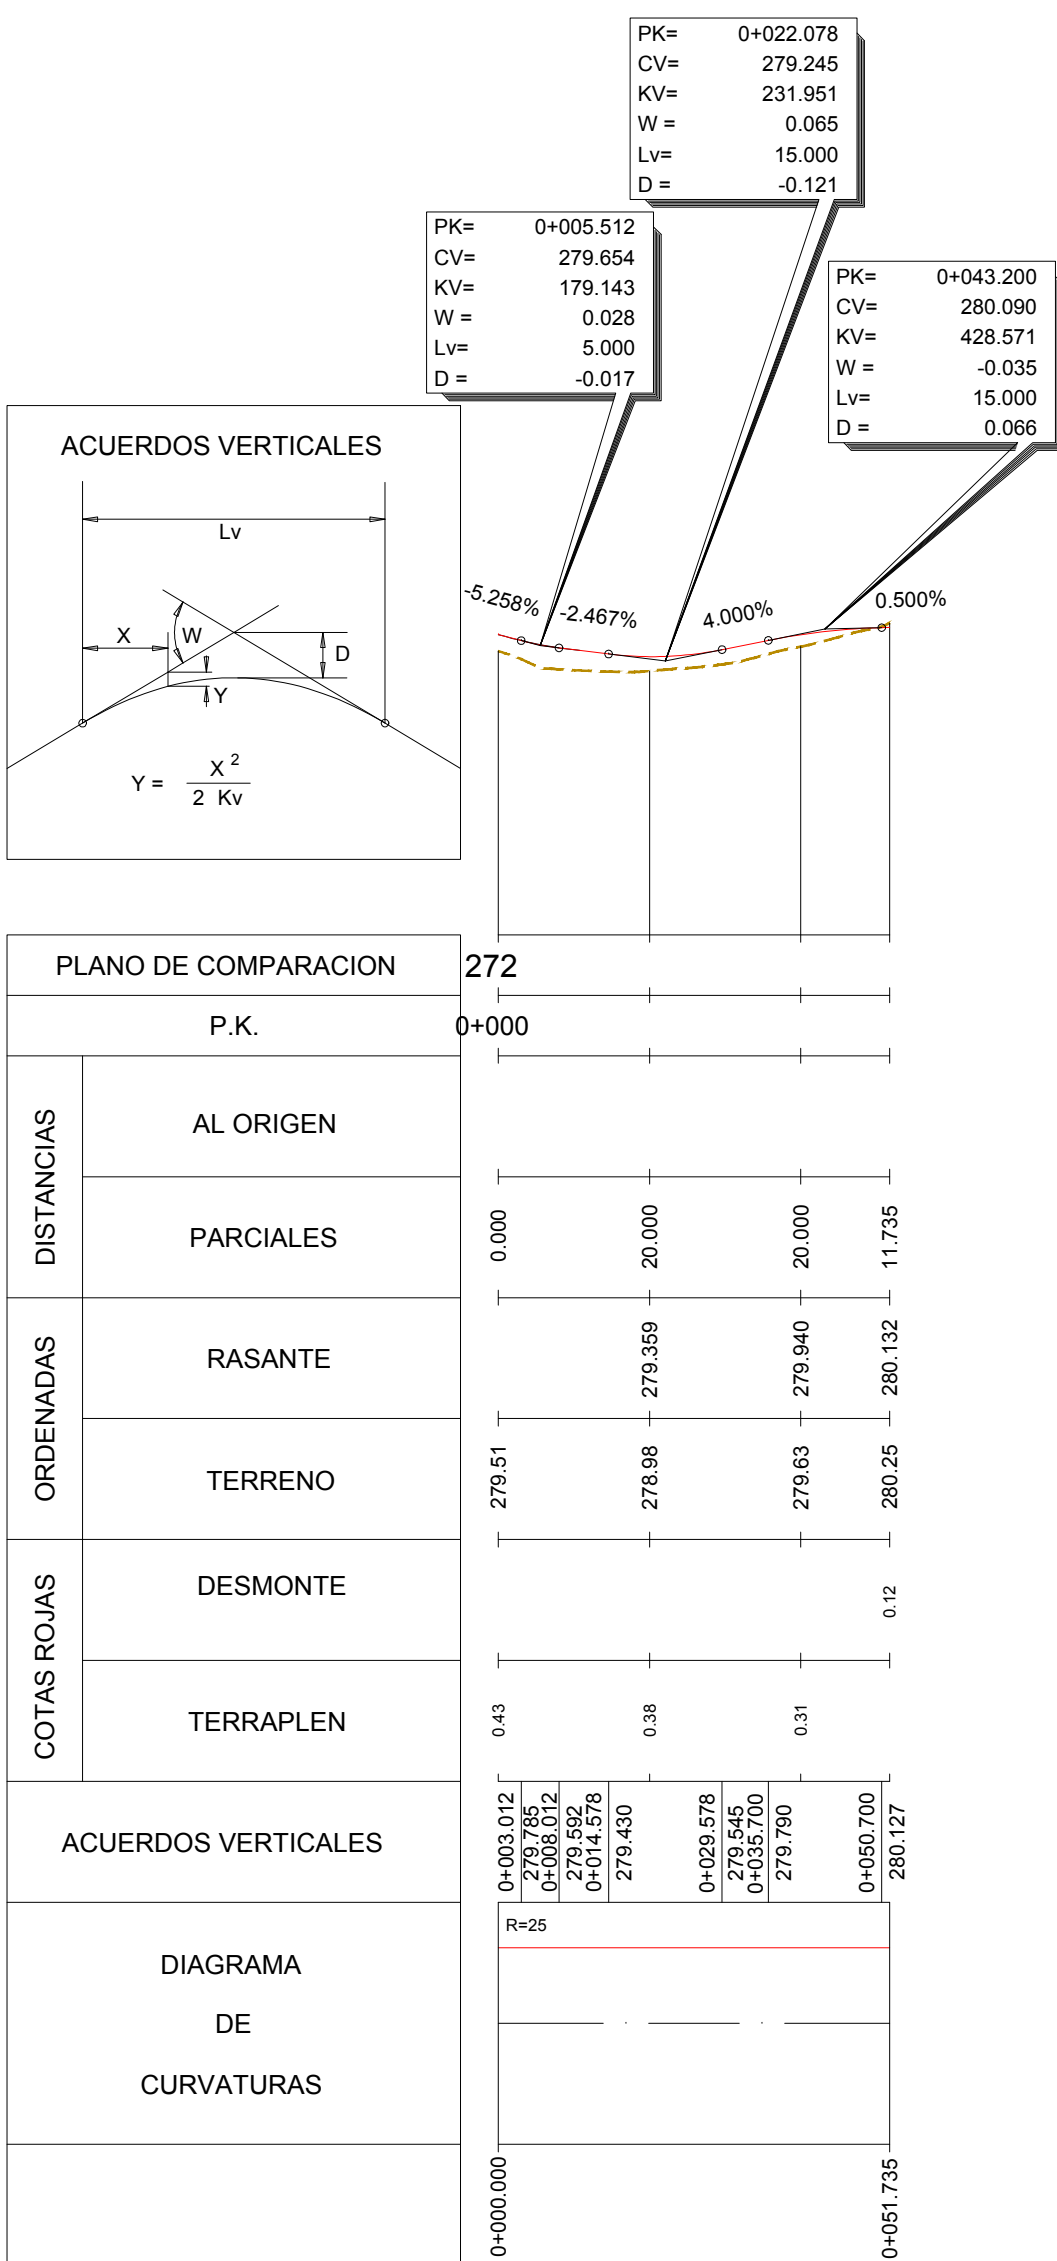 PK= 0+022.078
CV= 279.245
KV= 231.951
W = 0.065
Lv= 15.000
D = -0.121
PK= 0+005.512
CV= 279.654
KV= 179.143
W = 0.028
Lv= 5.000
D = -0.017
PK= 0+043.200
CV= 280.090
KV= 428.571
W = -0.035
Lv= 15.000
D = 0.066
ACUERDOS VERTICALES
Lv
X
W
D
Y
Y = X 2
2 Kv
-5.258%
-2.467%
4.000%
0.500%
PLANO DE COMPARACION 272
P.K. 0+000
DISTANCIAS
AL ORIGEN
PARCIALES
0.000
20.000
20.000
11.735
ORDENADAS
RASANTE
279.359
279.940
280.132
TERRENO
279.51
278.98
279.63
280.25
COTAS ROJAS
DESMONTE
0.12
TERRAPLEN
0.43
0.38
0.31
ACUERDOS VERTICALES
0+003.012
279.785
0+008.012
279.592
0+014.578
279.430
0+029.578
279.545
0+035.700
279.790
0+050.700
280.127
DIAGRAMA
DE
CURVATURAS
R=25
0+000.000
0+051.735